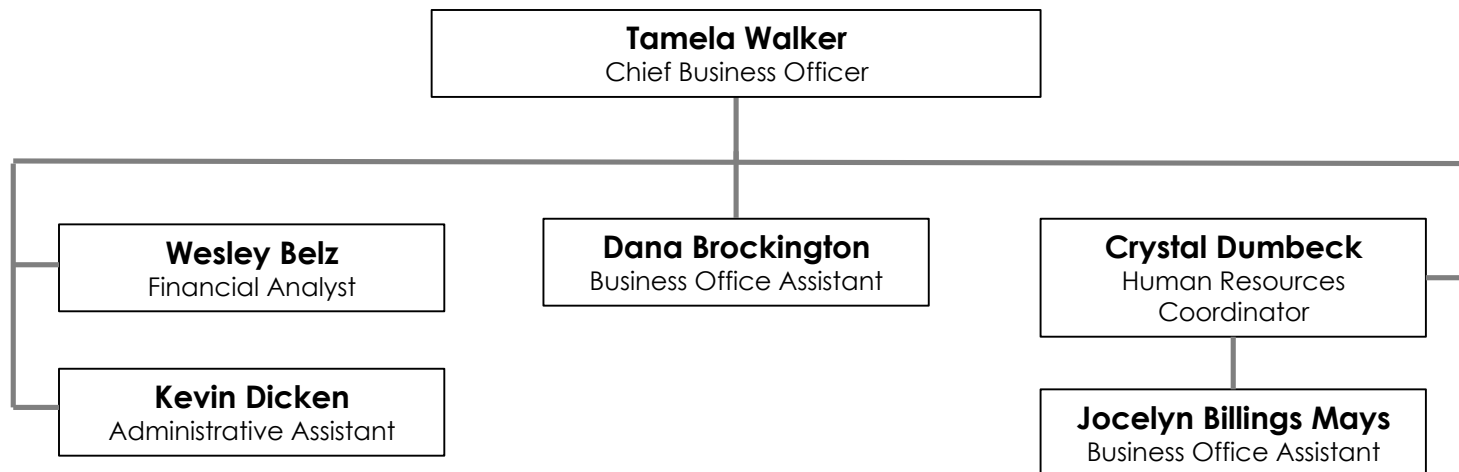 Tamela Walker
Chief Business Officer
Wesley Belz
Financial Analyst
Dana Brockington
Business Office Assistant
Crystal Dumbeck
Human Resources
Coordinator
Kevin Dicken
Administrative Assistant
Jocelyn Billings Mays
Business Office Assistant